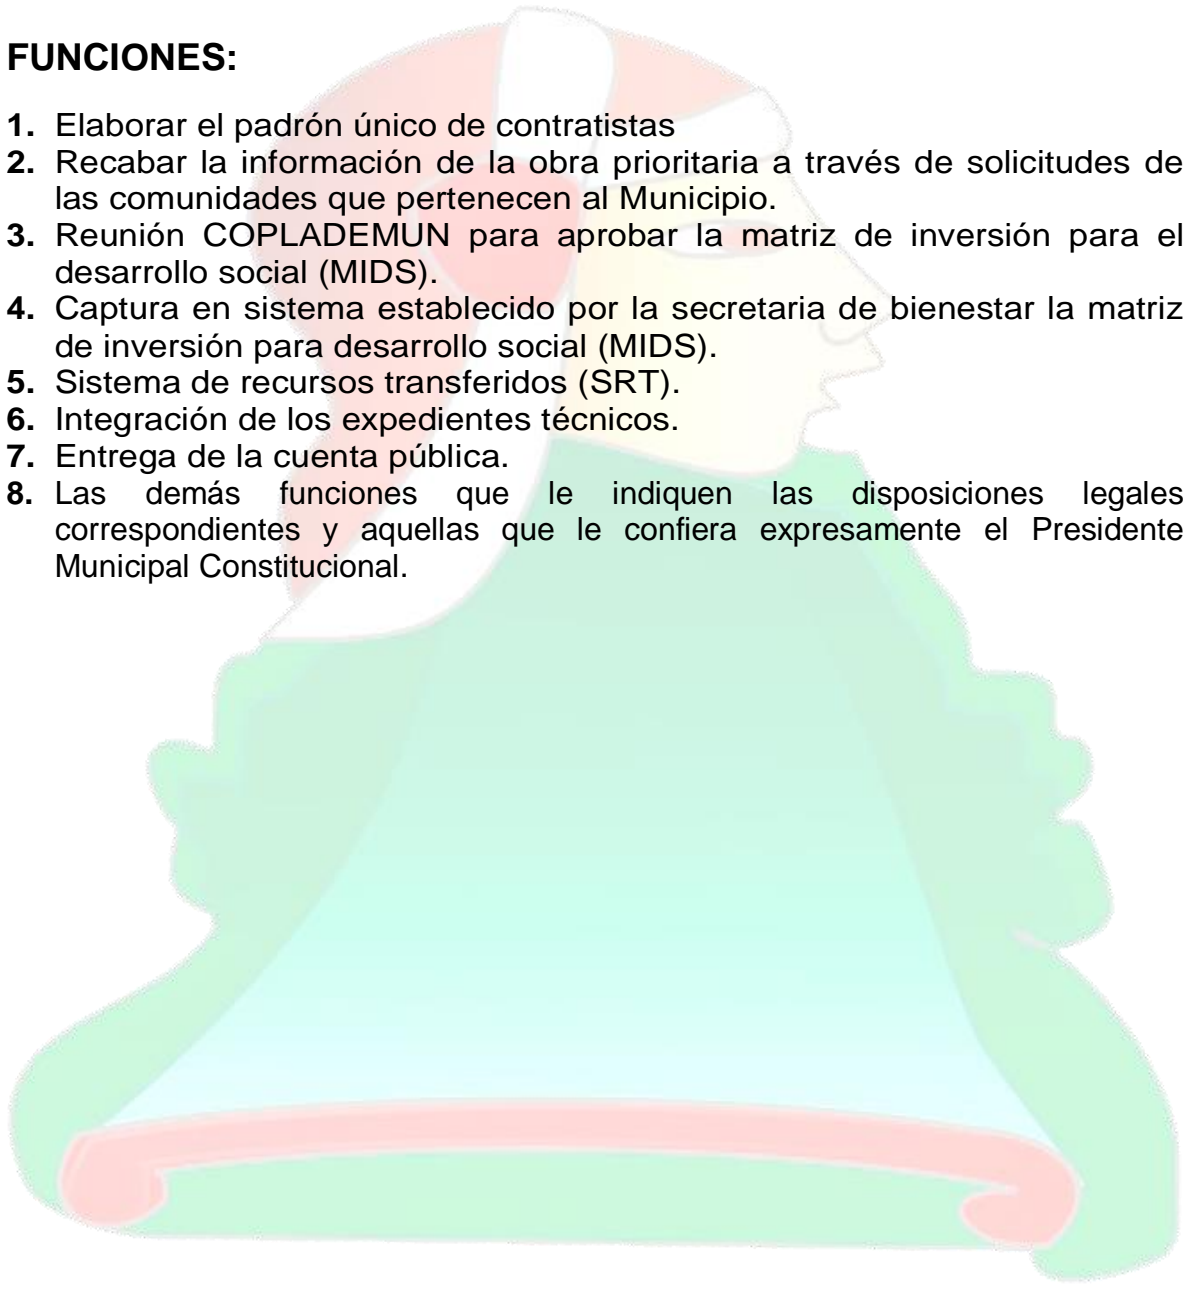 FUNCIONES:
1. Elaborar el padrón único de contratistas
2. Recabar la información de la obra prioritaria a través de solicitudes de
las comunidades que pertenecen al Municipio.
3. Reunión COPLADEMUN para aprobar la matriz de inversión para el
desarrollo social (MIDS).
4. Captura en sistema establecido por la secretaria de bienestar la matriz
de inversión para desarrollo social (MIDS).
5. Sistema de recursos transferidos (SRT).
6. Integración de los expedientes técnicos.
7. Entrega de la cuenta pública.
8. Las demás funciones que le indiquen las disposiciones legales
correspondientes y aquellas que le confiera expresamente el Presidente
Municipal Constitucional.